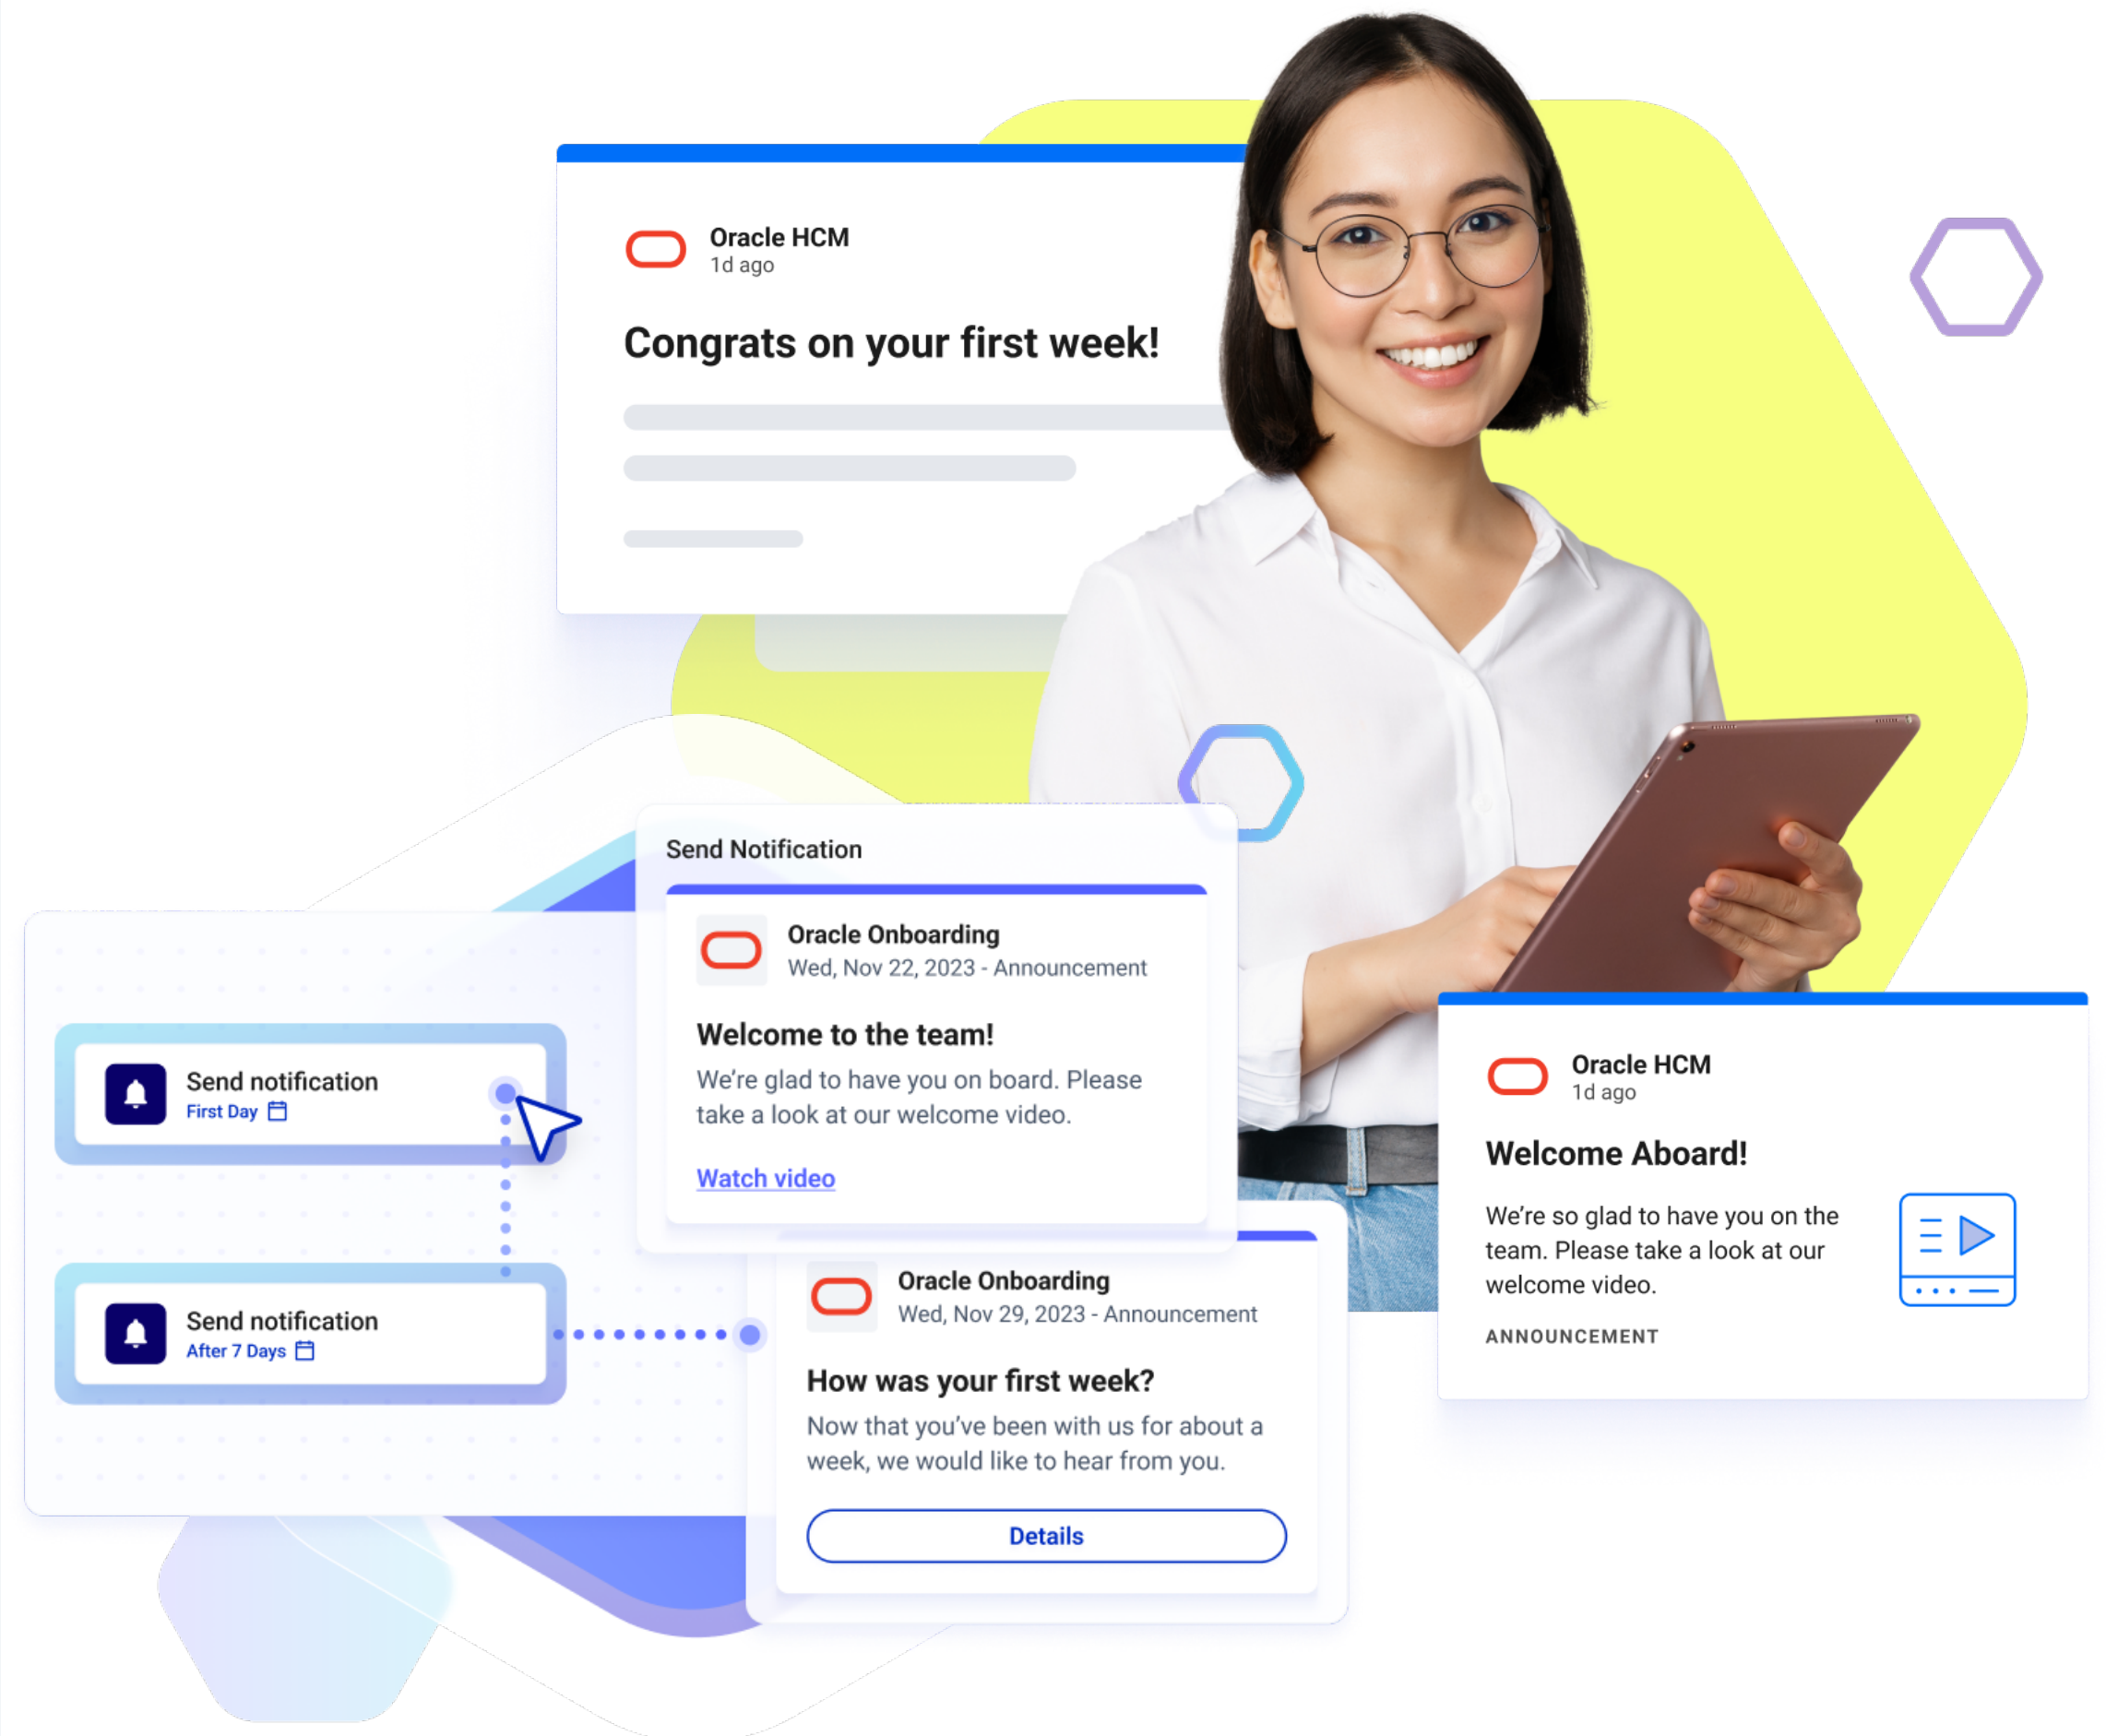 Oracle HCM
1d ago
Congrats on your first week!
Send Notification
Oracle Onboarding
Wed, Nov 22, 2023 - Announcement
Welcome to the team!
We’re glad to have you on board. Please
take a look at our welcome video.
Watch video
Send notification
First Day
Send notification
After 7 Days
Oracle Onboarding
Wed, Nov 29, 2023 - Announcement
How was your first week?
Now that you’ve been with us for about a
week, we would like to hear from you.
Details
Oracle HCM
1d ago
Welcome Aboard!
We’re so glad to have you on the
team. Please take a look at our
welcome video.
ANNOUNCEMENT